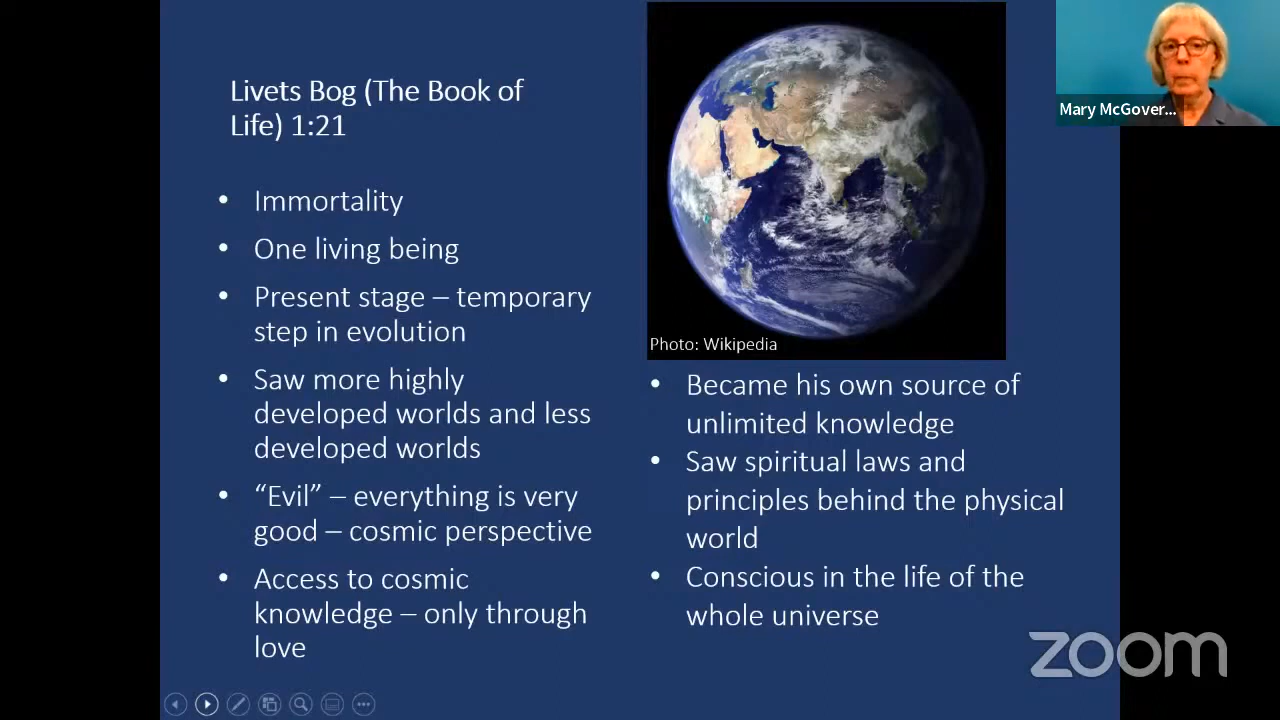 Livets Bog (The Book of
Life) 1:21
• Immortality
• One living being
• Present stage – temporary
step in evolution
• Saw more highly
developed worlds and less
developed worlds
• “Evil” – everything is very
good – cosmic perspective
• Access to cosmic
knowledge – only through
love
Photo: Wikipedia
• Became his own source of
unlimited knowledge
• Saw spiritual laws and
principles behind the physical
world
• Conscious in the life of the
whole universe
Mary McGover...
zoom